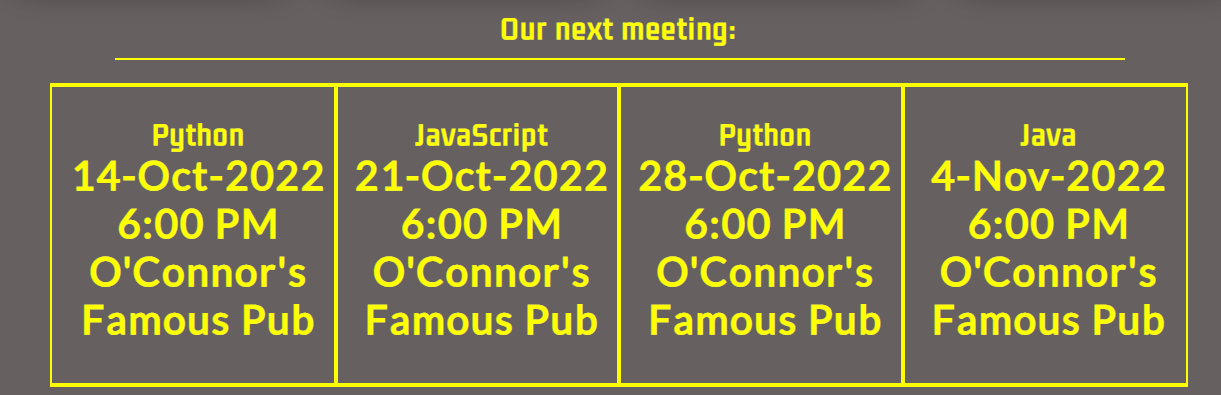 Our next meeting:
Python
14-Oct-2022
6:00 PM
O'Connor's
Famous Pub
JavaScript
21-Oct-2022
6:00 PM
O'Connor's
Famous Pub
Python
28-Oct-2022
6:00 PM
O'Connor's
Famous Pub
Java
4-Nov-2022
6:00 PM
O'Connor's
Famous Pub